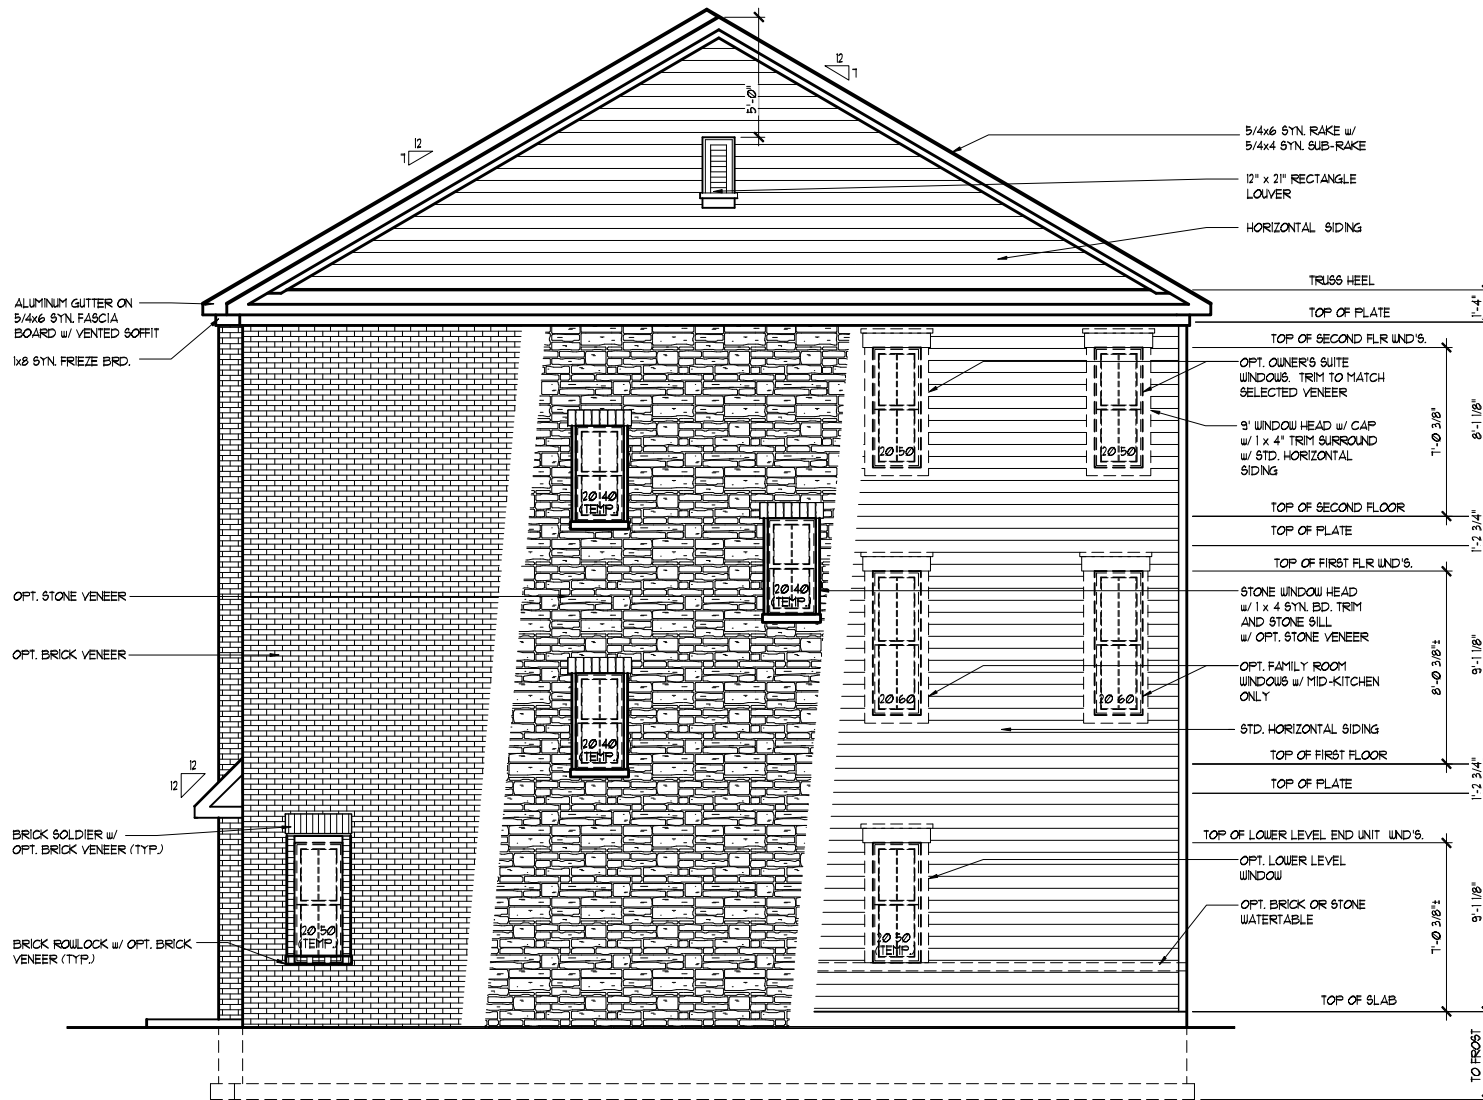 12
7
12
7
5'-0"
5/4x6 SYN. RAKE w/
5/4x4 SYN. SUB-RAKE
12" x 21" RECTANGLE
LOUVER
HORIZONTAL SIDING
TRUSS HEEL
1'-4"
TOP OF PLATE
ALUMINUM GUTTER ON
5/4x6 SYN. FASCIA
BOARD w/ VENTED SOFFIT
1x8 SYN. FRIEZE BRD.
TOP OF SECOND FLR WND'S.
OPT. OWNER'S SUITE
WINDOWS. TRIM TO MATCH
SELECTED VENEER
9' WINDOW HEAD w/ CAP
w/ 1 x 4" TRIM SURROUND
w/ STD. HORIZONTAL
SIDING
7'-0 3/8"
8'-1 1/8"
20 50
20 50
20 40
(TEMP.)
TOP OF SECOND FLOOR
TOP OF PLATE
1'-2 3/4"
TOP OF FIRST FLR WND'S.
20 40
(TEMP.)
OPT. STONE VENEER
STONE WINDOW HEAD
w/ 1 x 4 SYN. BD. TRIM
AND STONE SILL
w/ OPT. STONE VENEER
OPT. BRICK VENEER
OPT. FAMILY ROOM
WINDOWS w/ MID-KITCHEN
ONLY
8'-0 3/8"±
9'-1 1/8"
20 60
20 60
STD. HORIZONTAL SIDING
20 40
(TEMP.)
TOP OF FIRST FLOOR
TOP OF PLATE
1'-2 3/4"
12
12
BRICK SOLDIER w/
OPT. BRICK VENEER (TYP.)
TOP OF LOWER LEVEL END UNIT WND'S.
OPT. LOWER LEVEL
WINDOW
OPT. BRICK OR STONE
WATERTABLE
7'-0 3/8"±
9'-1 1/8"
20 50
(TEMP.)
20 50
(TEMP.)
BRICK ROWLOCK w/ OPT. BRICK
VENEER (TYP.)
TOP OF SLAB
TO FROST